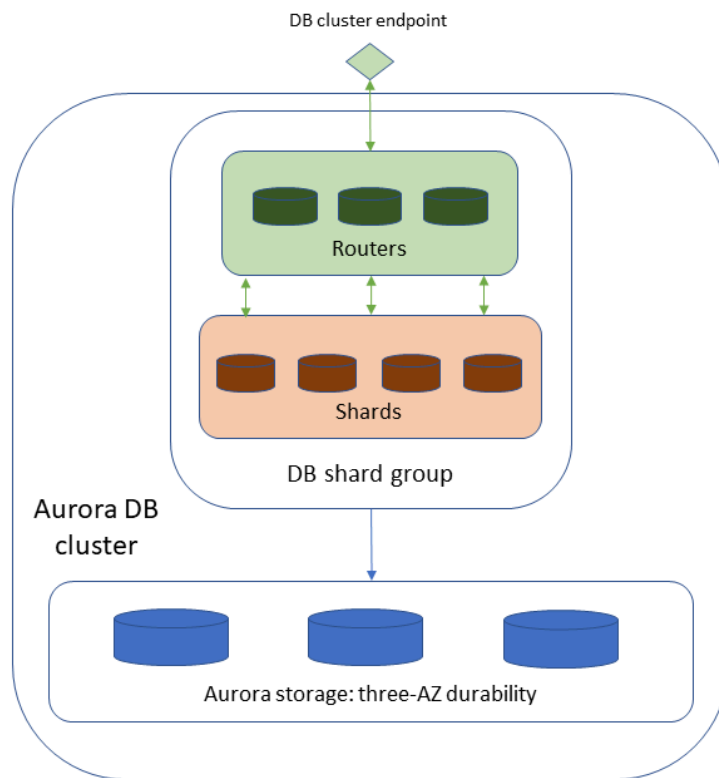 DB cluster endpoint
Routers
Shards
DB shard group
Aurora DB
cluster
Aurora storage: three-AZ durability